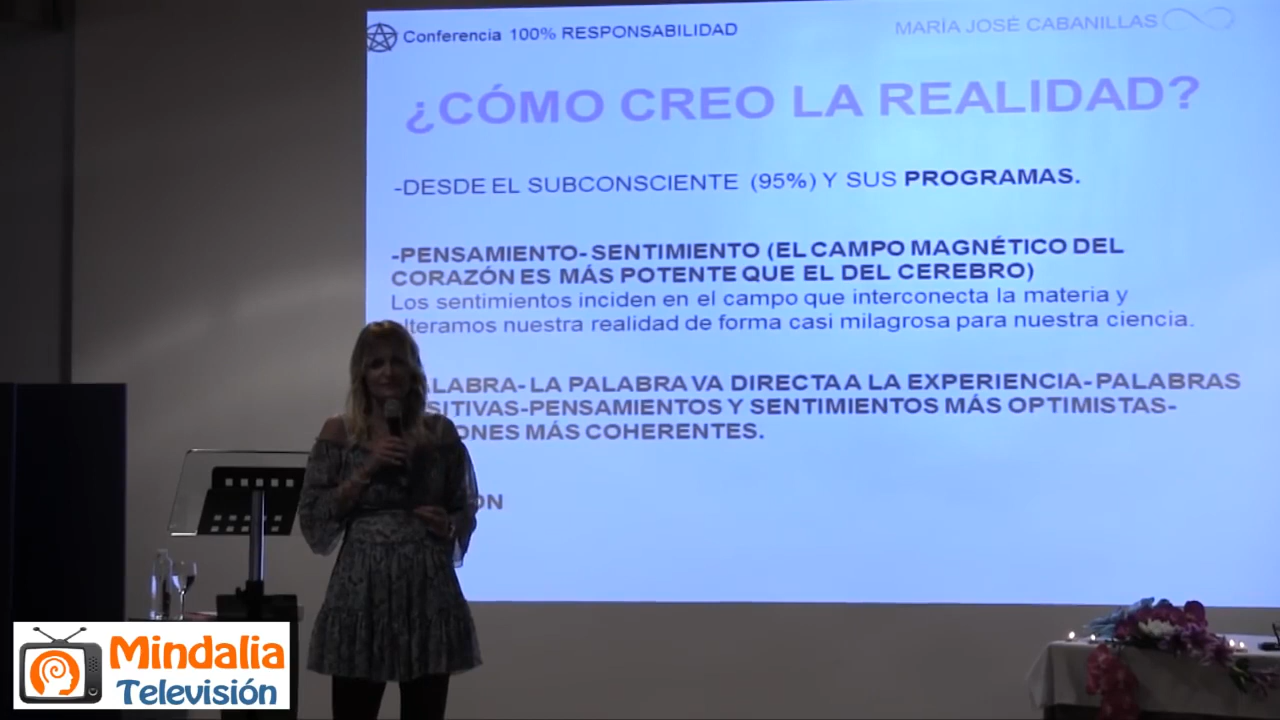 Conferencia 100% RESPONSABILIDAD
MARÍA JOSÉ CABANILLAS
¿CÓMO CREO LA REALIDAD?
-DESDE EL SUBCONSCIENTE (95%) Y SUS PROGRAMAS.
-PENSAMIENTO- SENTIMIENTO (EL CAMPO MAGNÉTICO DEL
CORAZÓN ES MÁS POTENTE QUE EL DEL CEREBRO)
Los sentimientos inciden en el campo que interconecta la materia y
lteramos nuestra realidad de forma casi milagrosa para nuestra ciencia.
LABRA- LA PALABRA VA DIRECTA A LA EXPERIENCIA- PALABRAS
SITIVAS-PENSAMIENTOS Y SENTIMIENTOS MÁS OPTIMISTAS-
ONES MÁS COHERENTES.
ON
Mindalia
Televisión